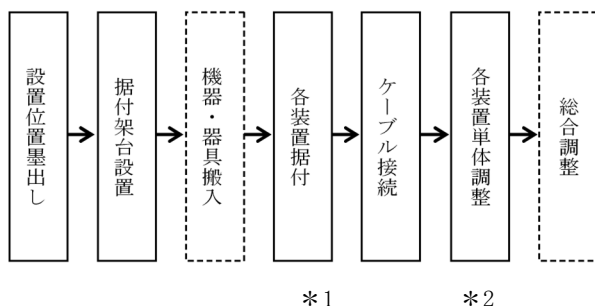 設置位置墨出し
据付架台設置
機器・器具搬入
各装置据付
ケーブル接続
各装置単体調整
総合調整
＊1
＊2